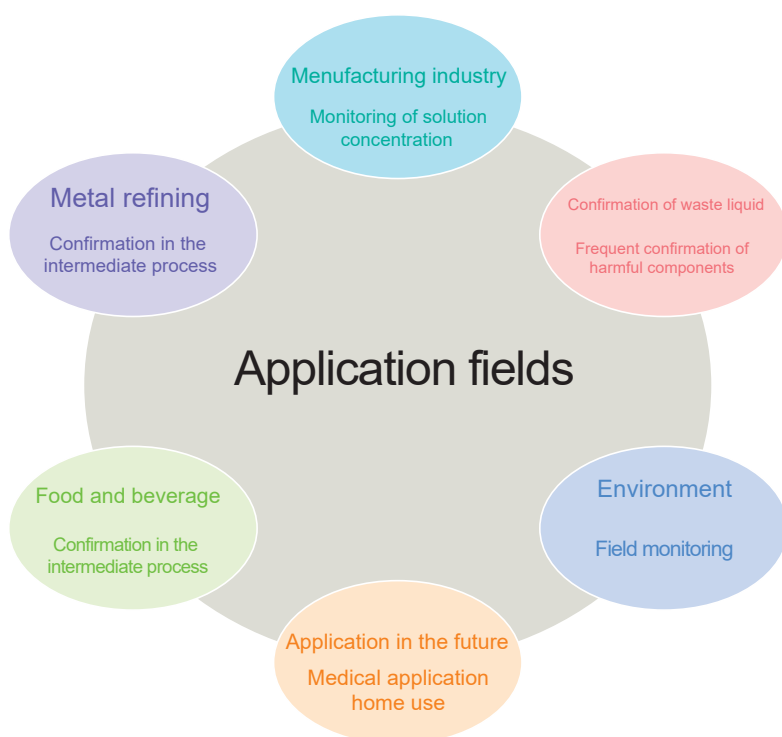 Menufacturing industry
Monitoring of solution
concentration
Metal refining
Confirmation in the
intermediate process
Confirmation of waste liquid
Frequent confirmation of
harmful components
Application fields
Food and beverage
Confirmation in the
intermediate process
Environment
Field monitoring
Application in the future
Medical application
home use